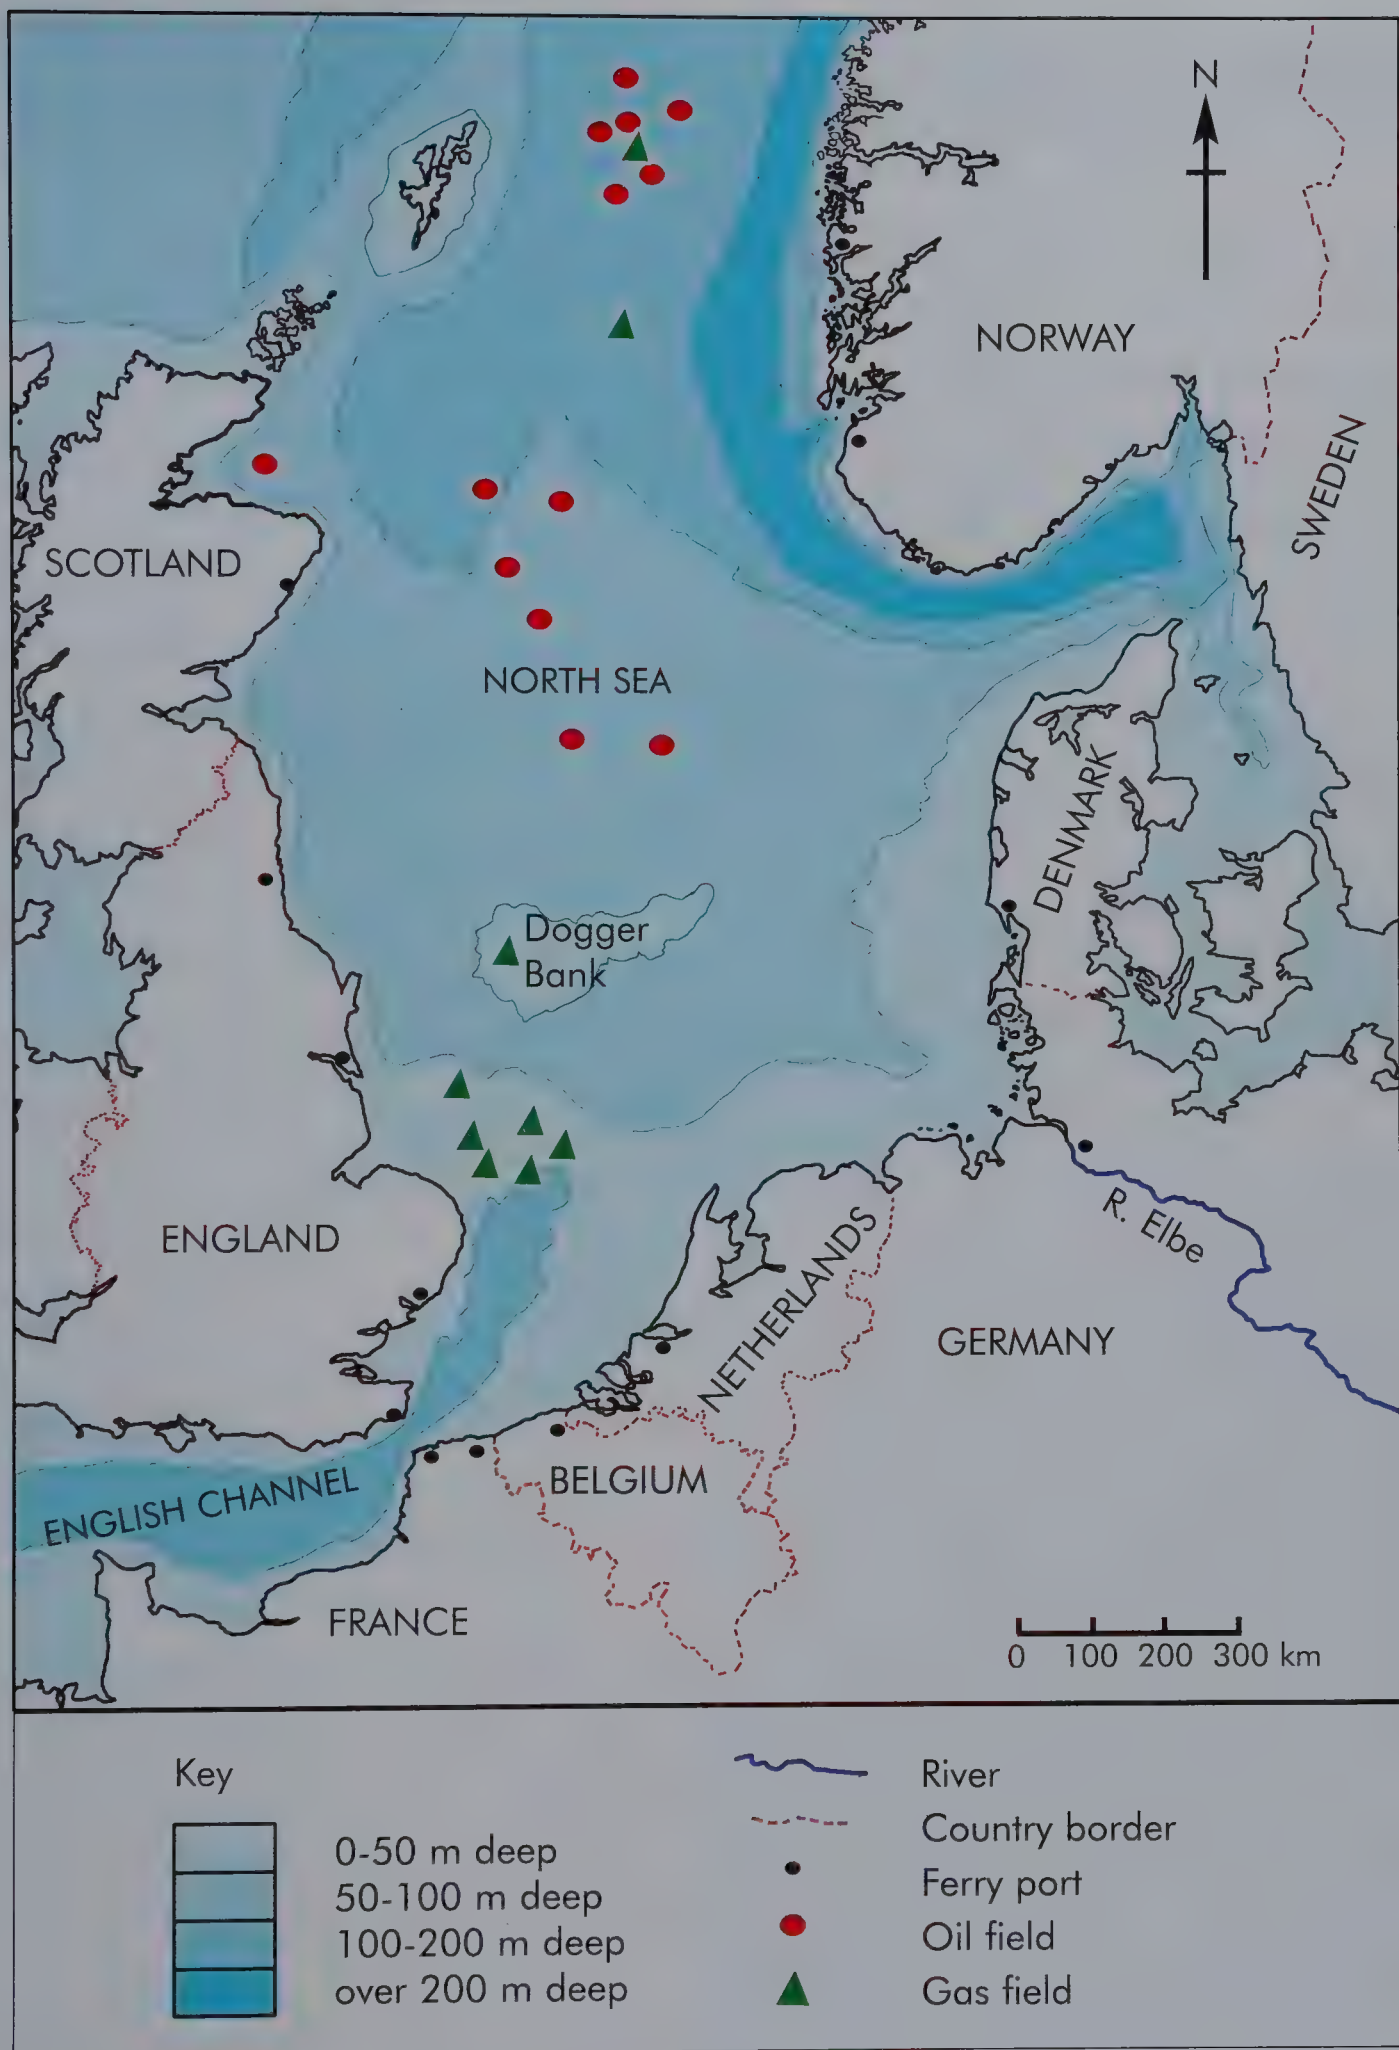 N
NORWAY
SWEDEN
SCOTLAND
NORTH SEA
DENMARK
Dogger
Bank
ENGLAND
R. Elbe
NETHERLANDS
GERMANY
BELGIUM
ENGLISH CHANNEL
FRANCE
0 100 200 300 km
Key
0-50 m deep
50-100 m deep
100-200 m deep
over 200 m deep
River
Country border
Ferry port
Oil field
Gas field